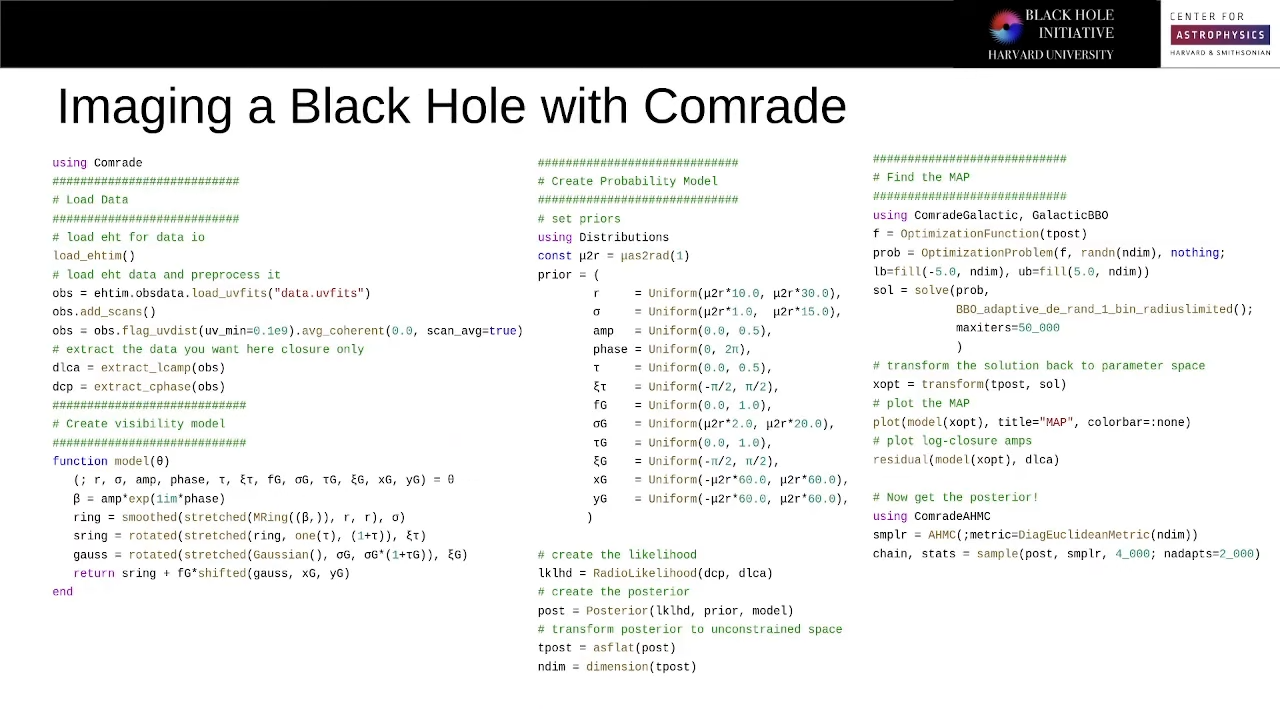 BLACK HOLE
INITIATIVE
HARVARD UNIVERSITY
CENTER FOR
ASTROPHYSICS
HARVARD & SMITHSONIAN
Imaging a Black Hole with Comrade
using Comrade
###########################
# Load Data
###########################
# load eht for data io
load_ehtim()
# load eht data and preprocess it
obs = ehtim.obsdata.load_uvfits("data.uvfits")
obs.add_scans()
obs = obs.flag_uvdist(uv_min=0.1e9).avg_coherent(0.0, scan_avg=true)
# extract the data you want here closure only
dlca = extract_lcamp(obs)
dcp = extract_cphase(obs)
############################
# Create visibility model
############################
function model(θ)
   (; r, σ, amp, phase, τ, ξτ, fG, σG, τG, ξG, xG, yG) = θ
   β = amp*exp(1im*phase)
   ring = smoothed(stretched(MRing((β,)), r, r), σ)
   sring = rotated(stretched(ring, one(τ), (1+τ)), ξτ)
   gauss = rotated(stretched(Gaussian(), σG, σG*(1+τG)), ξG)
   return sring + fG*shifted(gauss, xG, yG)
end
#############################
# Create Probability Model
#############################
# set priors
using Distributions
const μ2r = μas2rad(1)
prior = (
        r     = Uniform(μ2r*10.0, μ2r*30.0),
        σ     = Uniform(μ2r*1.0,  μ2r*15.0),
        amp   = Uniform(0.0, 0.5),
        phase = Uniform(0, 2π),
        τ     = Uniform(0.0, 0.5),
        ξτ    = Uniform(-π/2, π/2),
        fG    = Uniform(0.0, 1.0),
        σG    = Uniform(μ2r*2.0, μ2r*20.0),
        τG    = Uniform(0.0, 1.0),
        ξG    = Uniform(-π/2, π/2),
        xG    = Uniform(-μ2r*60.0, μ2r*60.0),
        yG    = Uniform(-μ2r*60.0, μ2r*60.0),
       )
# create the likelihood
lklhd = RadioLikelihood(dcp, dlca)
# create the posterior
post = Posterior(lklhd, prior, model)
# transform posterior to unconstrained space
tpost = asflat(post)
ndim = dimension(tpost)
############################
# Find the MAP
############################
using ComradeGalactic, GalacticBBO
f = OptimizationFunction(tpost)
prob = OptimizationProblem(f, randn(ndim), nothing;
lb=fill(-5.0, ndim), ub=fill(5.0, ndim))
sol = solve(prob,
            BBO_adaptive_de_rand_1_bin_radiuslimited();
            maxiters=50_000
            )
# transform the solution back to parameter space
xopt = transform(tpost, sol)
# plot the MAP
plot(model(xopt), title="MAP", colorbar=:none)
# plot log-closure amps
residual(model(xopt), dlca)
# Now get the posterior!
using ComradeAHMC
smplr = AHMC(;metric=DiagEuclideanMetric(ndim))
chain, stats = sample(post, smplr, 4_000; nadapts=2_000)